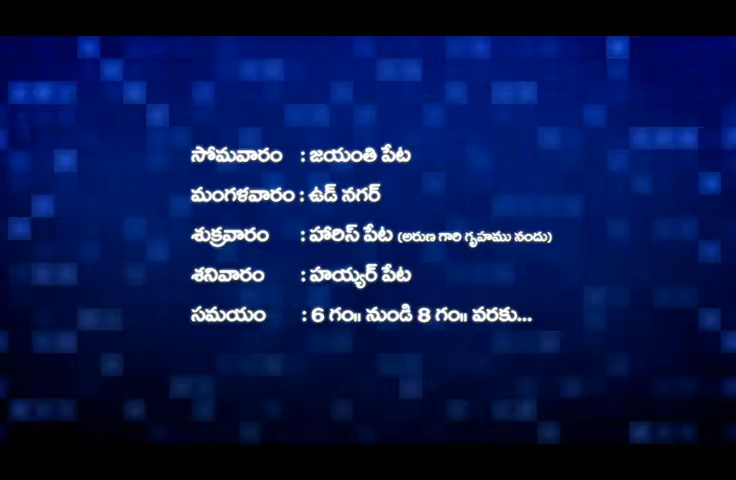 సోమవారం : జయంతి పేట
మంగళవారం : ఉడ్ నగర్
శుక్రవారం : హారిస్ పేట (అరుణ గారి గృహము నందు)
శనివారం : హయ్యర్ పేట
సమయం : 6 గం॥ నుండి 8 గం॥ వరకు...